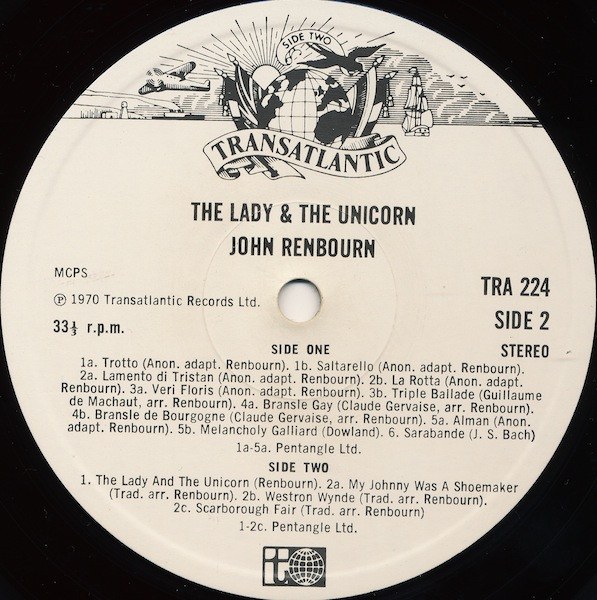 SIDE TWO
TRANSATLANTIC
THE LADY & THE UNICORN
JOHN RENBOURN
MCPS
TRA 224
℗ 1970 Transatlantic Records Ltd.
SIDE 2
33⅓ r.p.m.
STEREO
SIDE ONE
1a. Trotto (Anon. adapt. Renbourn). 1b. Saltarello (Anon. adapt. Renbourn).
2a. Lamento di Tristan (Anon. adapt. Renbourn). 2b. La Rotta (Anon. adapt.
Renbourn). 3a. Veri Floris (Anon. adapt. Renbourn). 3b. Triple Ballade (Guillaume
de Machaut, arr. Renbourn). 4a. Bransle Gay (Claude Gervaise, arr. Renbourn).
4b. Bransle de Bourgogne (Claude Gervaise, arr. Renbourn). 5a. Alman (Anon.
adapt. Renbourn). 5b. Melancholy Galliard (Dowland). 6. Sarabande (J. S. Bach)
1a-5a. Pentangle Ltd.
SIDE TWO
1. The Lady And The Unicorn (Renbourn). 2a. My Johnny Was A Shoemaker
(Trad. arr. Renbourn). 2b. Westron Wynde (Trad. arr. Renbourn).
2c. Scarborough Fair (Trad. arr. Renbourn)
1-2c. Pentangle Ltd.